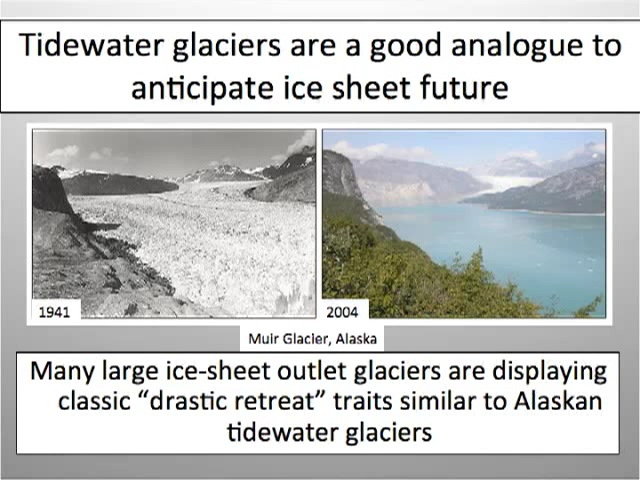 Tidewater glaciers are a good analogue to
anticipate ice sheet future
1941
2004
Muir Glacier, Alaska
Many large ice-sheet outlet glaciers are displaying
classic “drastic retreat” traits similar to Alaskan
tidewater glaciers